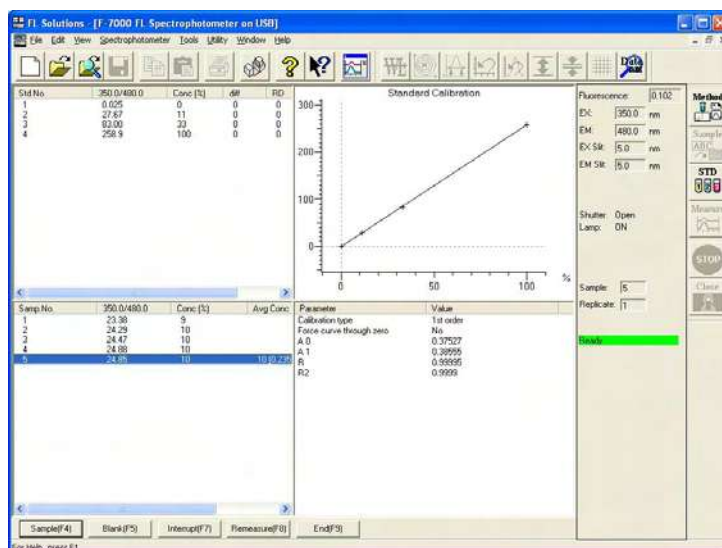 FL Solutions - [F-7000 FL Spectrophotometer on USB]
File Edit View Spectrophotometer Tools Utility Window Help
Std No. 350.0/480.0 Conc (%) diff RD
1 0.025 0 0 0
2 27.67 11 0 0
3 83.00 33 0 0
4 258.9 100 0 0
Standard Calibration
300
200
100
0
0 50 100 %
Fluorescence: 0.102
EX: 350.0 nm
EM: 480.0 nm
EX Slit: 5.0 nm
EM Slit: 5.0 nm
Shutter: Open
Lamp: ON
Sample: 5
Replicate: 1
Ready
Method
Sample
ABC
STD
Measure
STOP
Close
Samp No. 350.0/480.0 Conc (%) Avg Conc
1 23.38 9
2 24.29 10
3 24.47 10
4 24.88 10
5 24.85 10 10 (0.235
Parameter Value
Calibration type 1st order
Force curve through zero No
A 0 0.37527
A 1 0.38555
R 0.99995
R2 0.9999
Sample(F4) Blank(F5) Interrupt(F7) Remeasure(F8) End(F9)
For Help, press F1